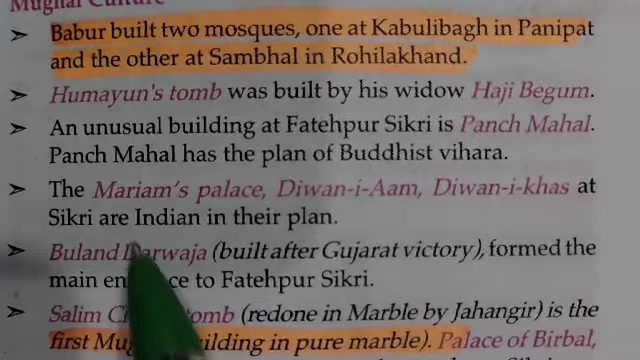 Mughal Culture
➤ Babur built two mosques, one at Kabulibagh in Panipat
and the other at Sambhal in Rohilakhand.
➤ Humayun's tomb was built by his widow Haji Begum.
➤ An unusual building at Fatehpur Sikri is Panch Mahal.
Panch Mahal has the plan of Buddhist vihara.
➤ The Mariam's palace, Diwan-i-Aam, Diwan-i-khas at
Sikri are Indian in their plan.
➤ Buland Darwaja (built after Gujarat victory), formed the
main to Fatehpur Sikri.
➤ Salim tomb (redone in Marble by Jahangir) is the
first building in pure marble). Palace of Birbal,